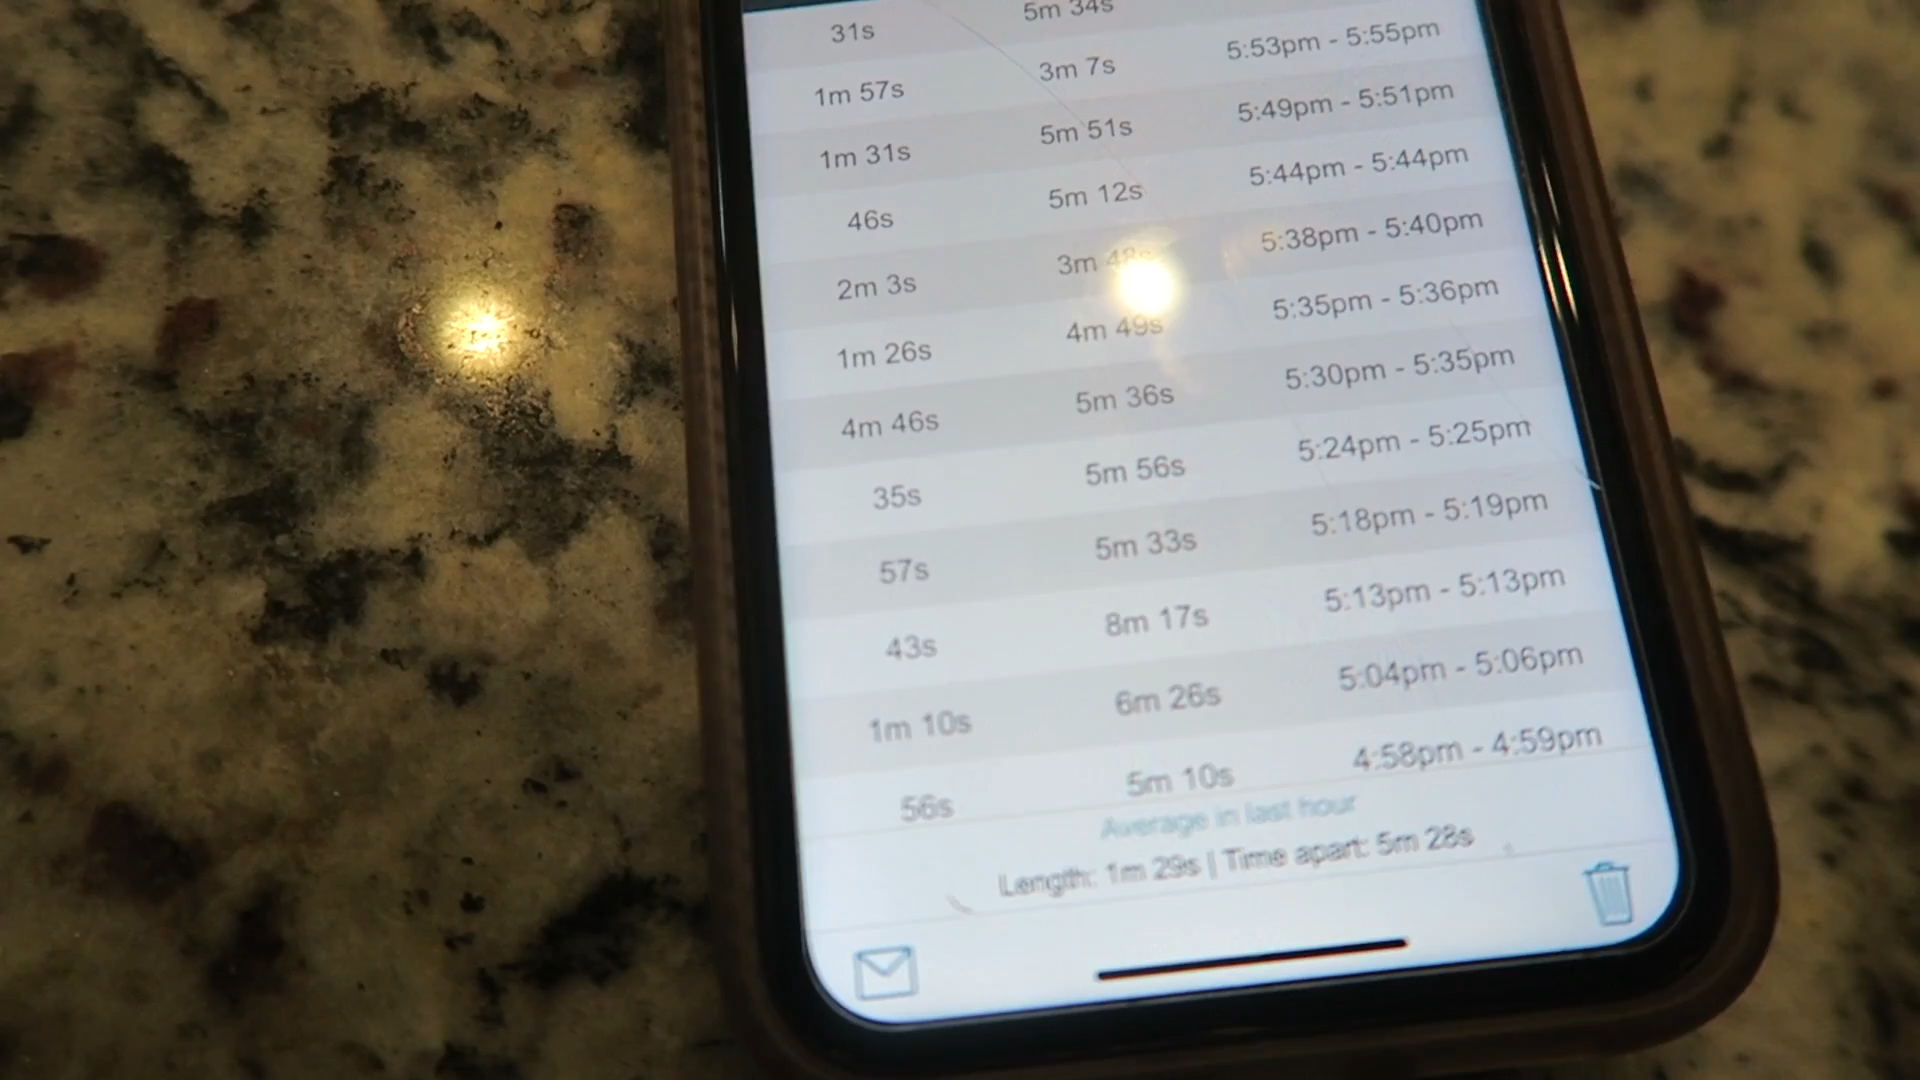 31s 5m 34s
1m 57s 3m 7s 5:53pm - 5:55pm
1m 31s 5m 51s 5:49pm - 5:51pm
46s 5m 12s 5:44pm - 5:44pm
2m 3s 3m 48s 5:38pm - 5:40pm
1m 26s 4m 49s 5:35pm - 5:36pm
4m 46s 5m 36s 5:30pm - 5:35pm
35s 5m 56s 5:24pm - 5:25pm
57s 5m 33s 5:18pm - 5:19pm
43s 8m 17s 5:13pm - 5:13pm
1m 10s 6m 26s 5:04pm - 5:06pm
56s 5m 10s 4:58pm - 4:59pm
Average in last hour
Length: 1m 29s | Time apart: 5m 28s